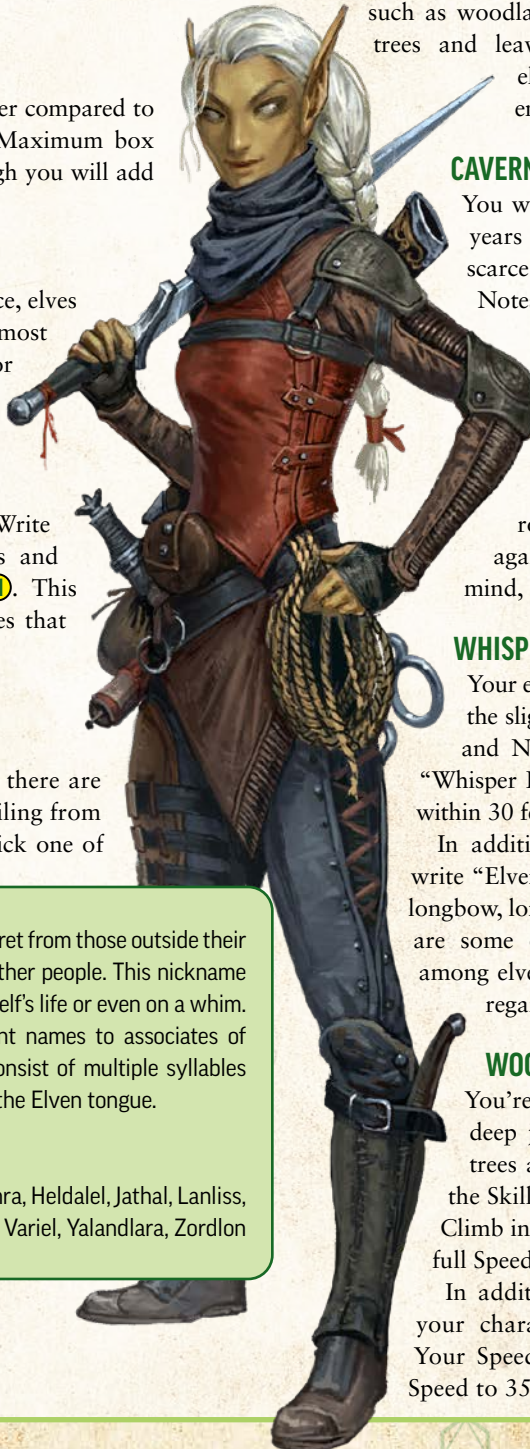 er compared to
Maximum box
gh you will add
ce, elves
most
or
Write
s and
. This
es that
there are
iling from
ick one of
ret from those outside their
ther people. This nickname
elf's life or even on a whim.
nt names to associates of
onsist of multiple syllables
the Elven tongue.
ra, Heldalel, Jathal, Lanliss,
Variel, Yalandlara, Zordlon
such as woodla
trees and leav
el
en
CAVERN
You w
years
scarce
Note
re
aga
mind,
WHISP
Your e
the slig
and N
"Whisper
within 30 fe
In additi
write "Elve
longbow, lo
are some
among elve
rega
WOO
You're
deep
trees a
the Skill
Climb in
full Speed
In addit
your chara
Your Speed
Speed to 35